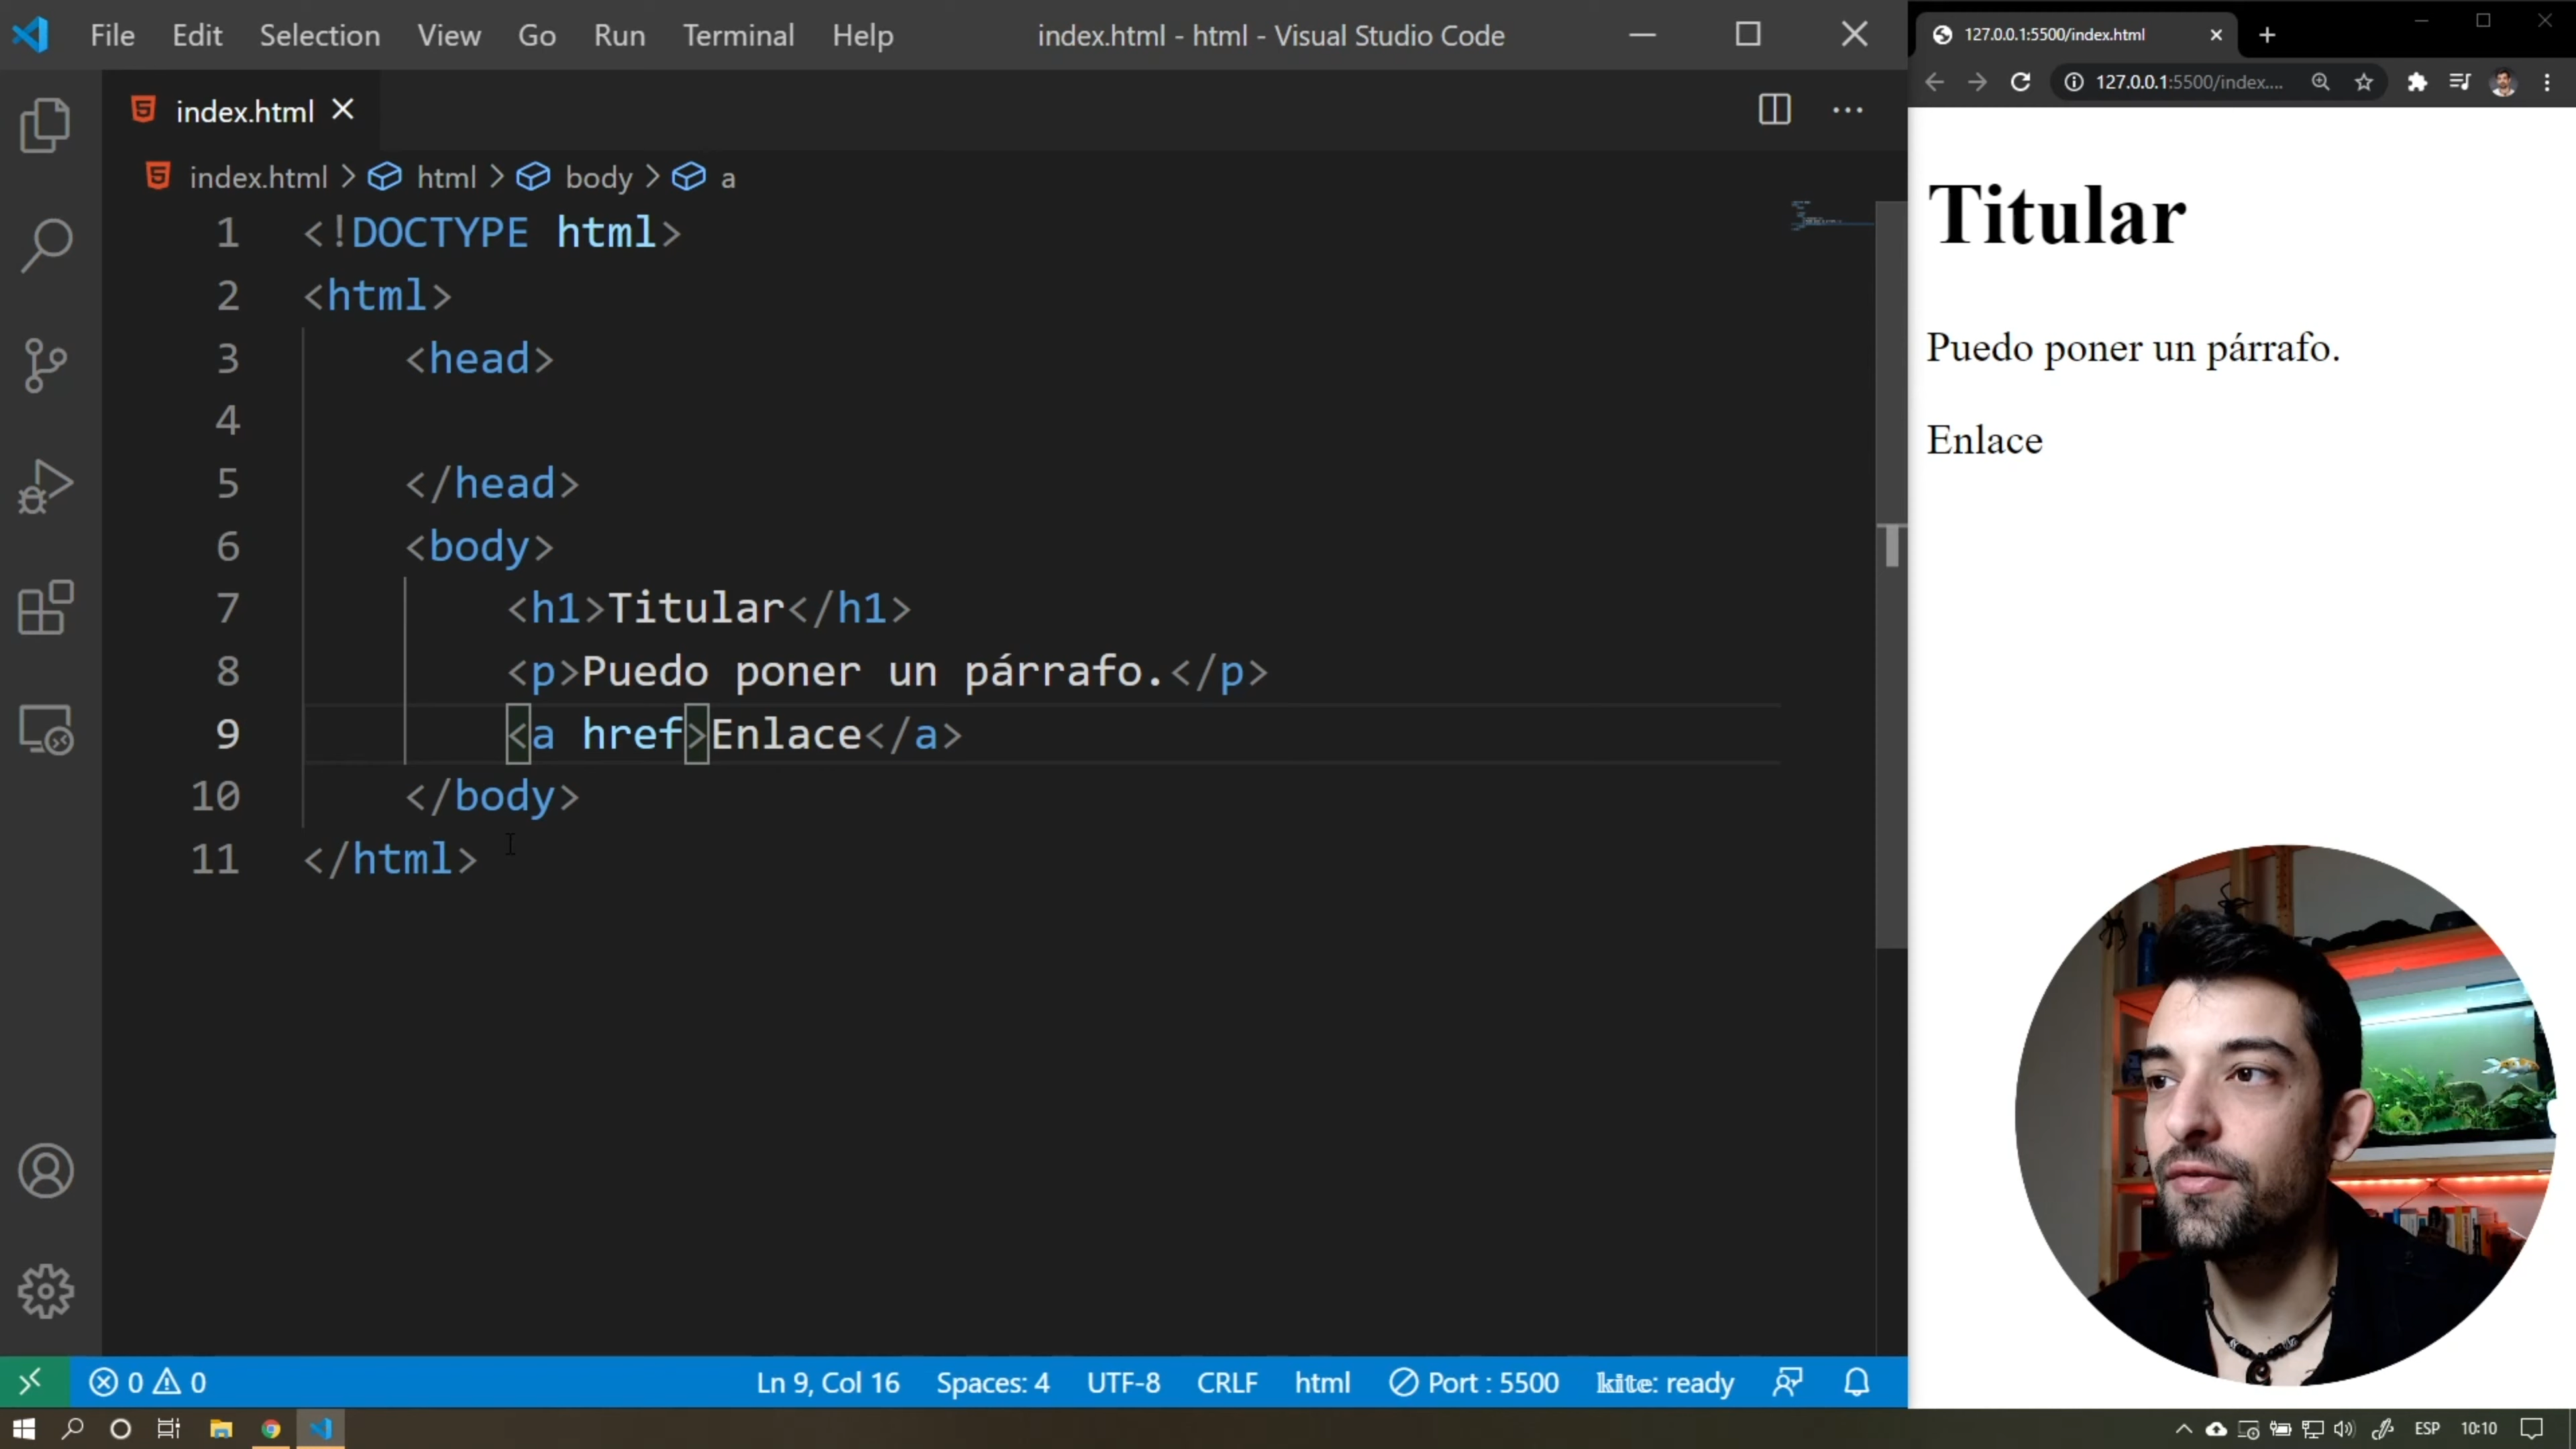 File Edit Selection View Go Run Terminal Help index.html - html - Visual Studio Code
index.html
index.html > html > body > a
1 <!DOCTYPE html>
2 <html>
3 <head>
4
5 </head>
6 <body>
7 <h1>Titular</h1>
8 <p>Puedo poner un párrafo.</p>
9 <a href>Enlace</a>
10 </body>
11 </html>
0 0 Ln 9, Col 16 Spaces: 4 UTF-8 CRLF html Port : 5500 kite: ready
127.0.0.1:5500/index.html
127.0.0.1:5500/index....
Titular
Puedo poner un párrafo.
Enlace
ESP 10:10